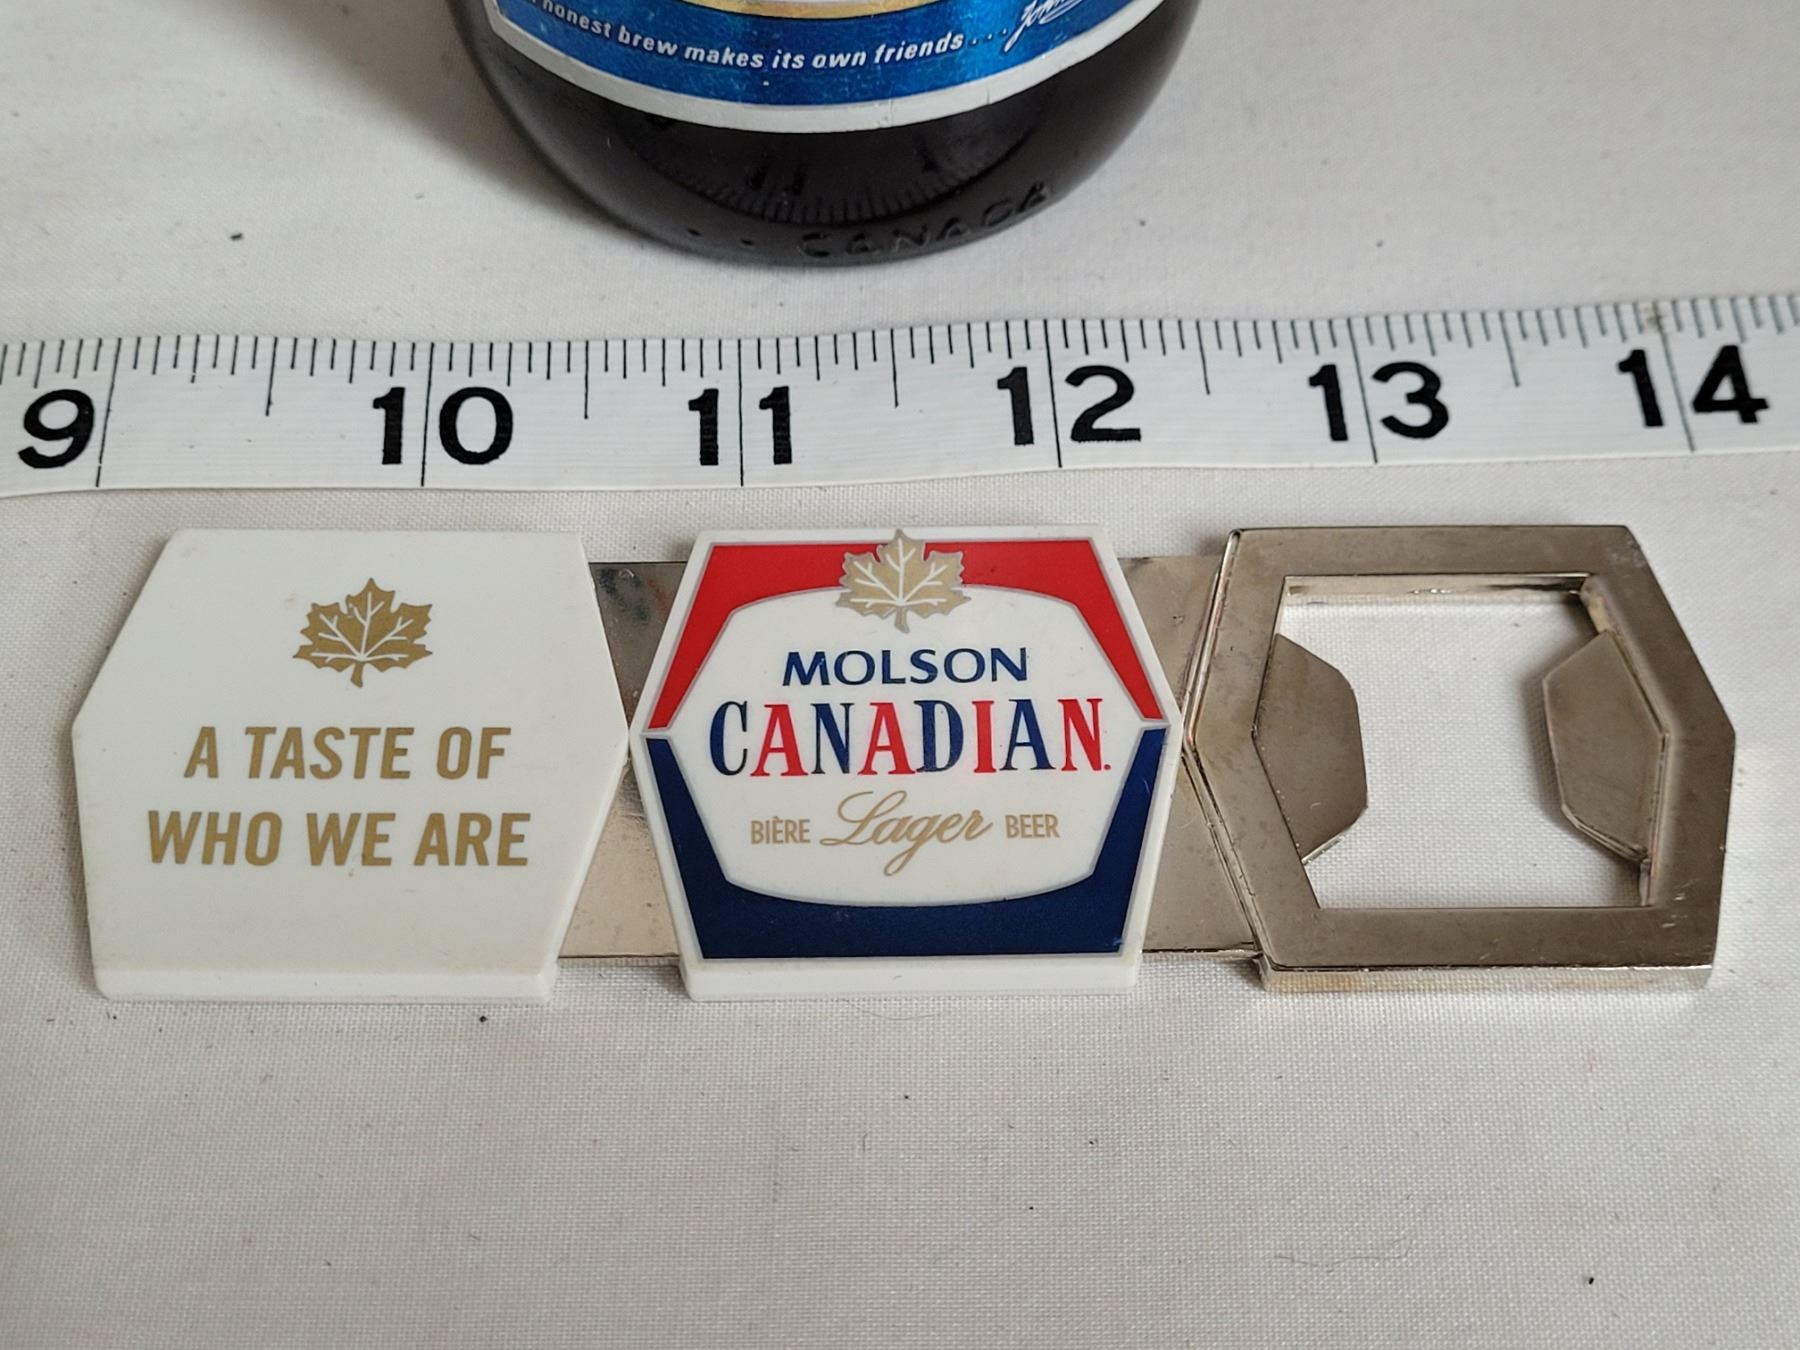 honest brew makes its own friends...
CANADA
9 10 11 12 13 14
A TASTE OF
WHO WE ARE
MOLSON
CANADIAN.
BIÈRE Lager BEER